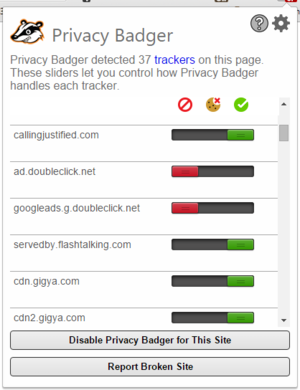 Privacy Badger
Privacy Badger detected 37 trackers on this page.
These sliders let you control how Privacy Badger
handles each tracker.
callingjustified.com
ad.doubleclick.net
googleads.g.doubleclick.net
servedby.flashtalking.com
cdn.gigya.com
cdn2.gigya.com
Disable Privacy Badger for This Site
Report Broken Site